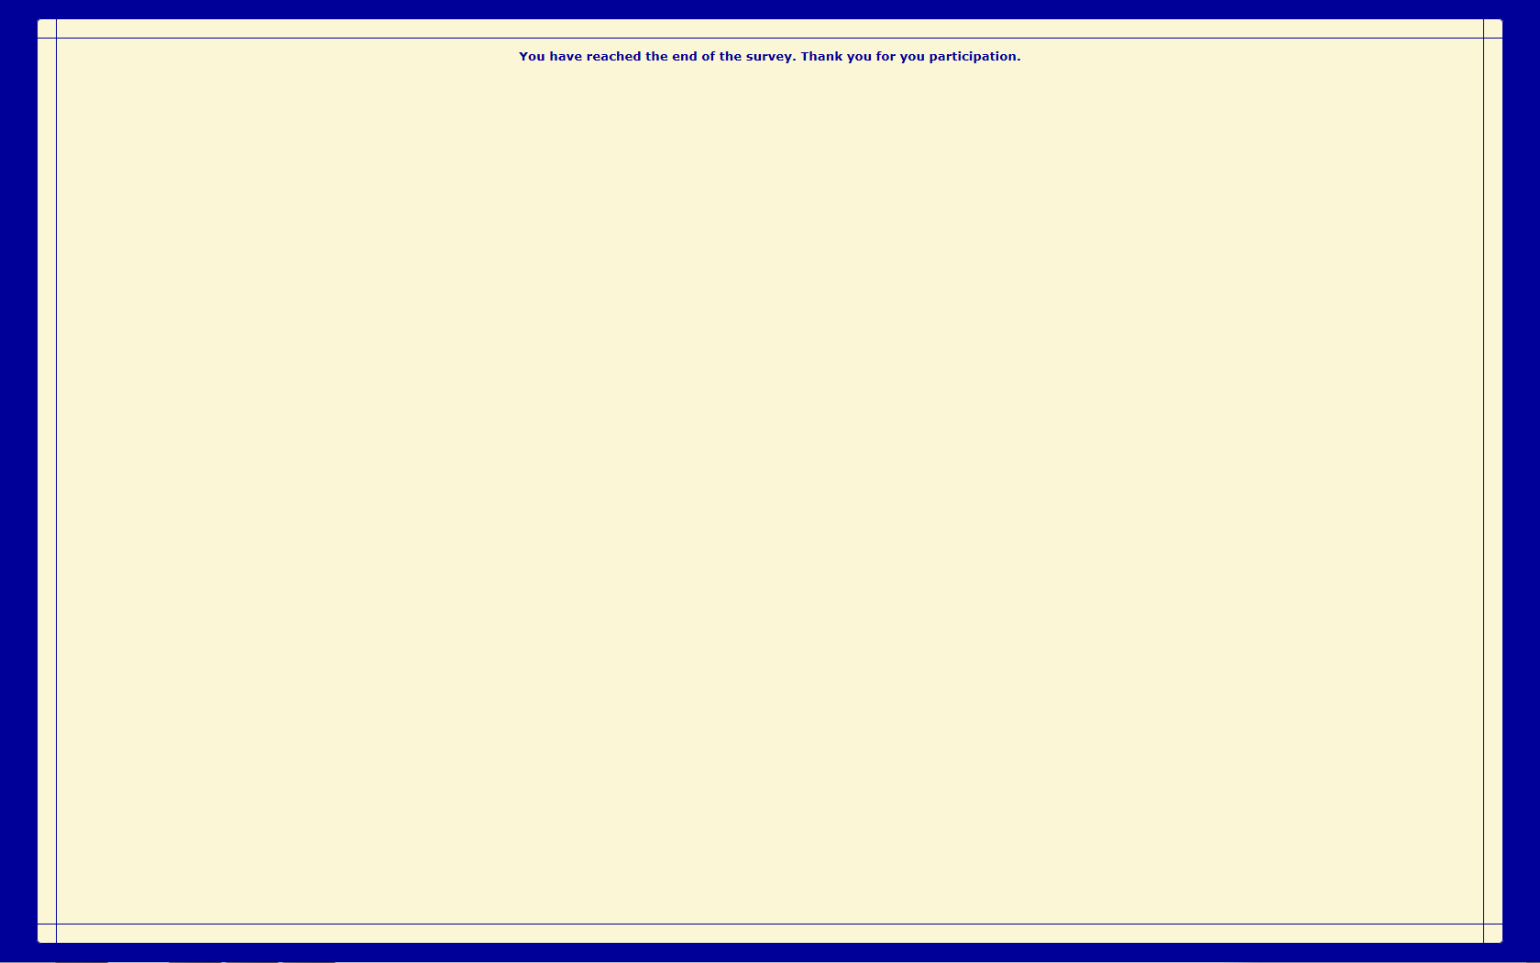 You have reached the end of the survey. Thank you for you participation.